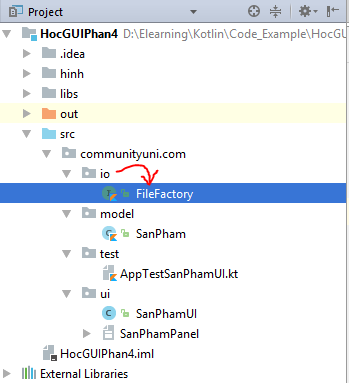 Project
HocGUIPhan4 D:\Elearning\Kotlin\Code_Example\HocGU
.idea
hinh
libs
out
src
communityuni.com
io
FileFactory
model
SanPham
test
AppTestSanPhamUI.kt
ui
SanPhamUI
SanPhamPanel
HocGUIPhan4.iml
External Libraries